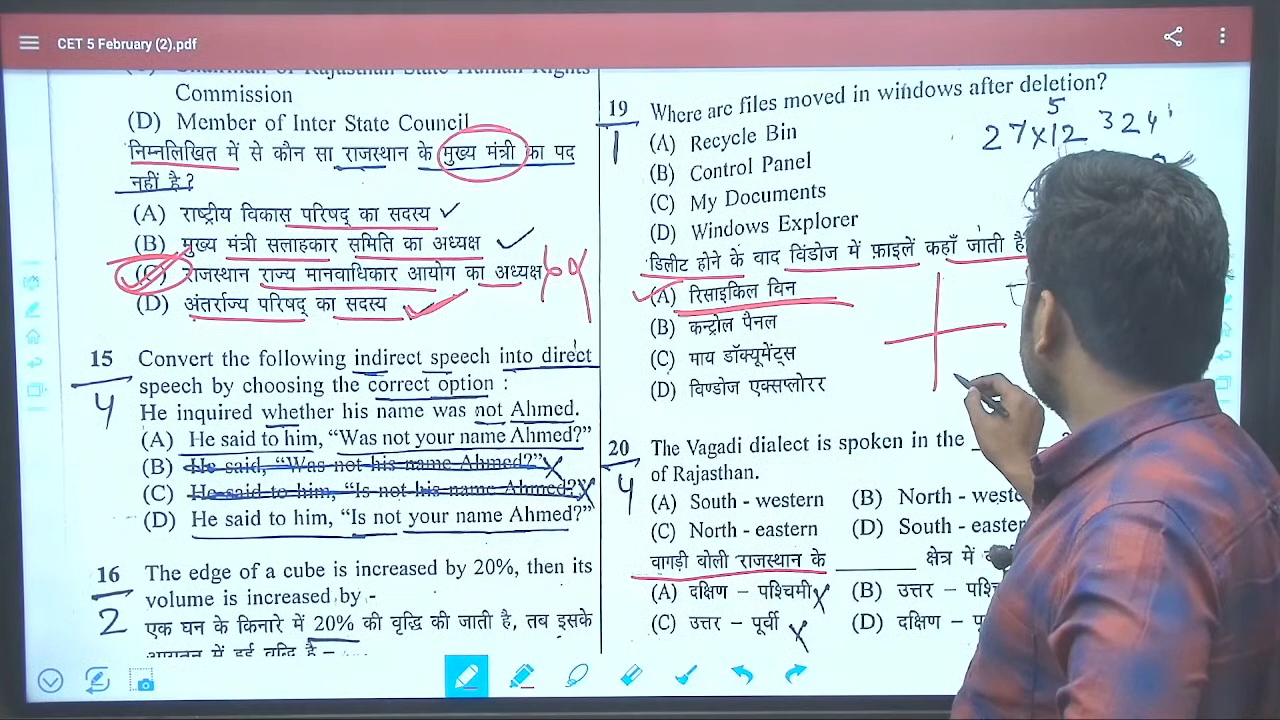 CET 5 February (2).pdf
Commission
(D) Member of Inter State Council
निम्नलिखित में से कौन सा राजस्थान के मुख्य मंत्री का पद
नहीं है?
(A) राष्ट्रीय विकास परिषद् का सदस्य
(B) मुख्य मंत्री सलाहकार समिति का अध्यक्ष
(C) राजस्थान राज्य मानवाधिकार आयोग का अध्यक्ष
(D) अंतर्राज्य परिषद् का सदस्य
15 Convert the following indirect speech into direct
4 speech by choosing the correct option :
He inquired whether his name was not Ahmed.
(A) He said to him, “Was not your name Ahmed?”
(B) He said, “Was not his name Ahmed?”
(C) He said to him, “Is not his name Ahmed?”
(D) He said to him, “Is not your name Ahmed?”
16 The edge of a cube is increased by 20%, then its
2 volume is increased by -
एक घन के किनारे में 20% की वृद्धि की जाती है, तब इसके
19 Where are files moved in windows after deletion?
1 (A) Recycle Bin
(B) Control Panel
(C) My Documents
(D) Windows Explorer
5
27x12 324
डिलीट होने के बाद विंडोज में फ़ाइलें कहाँ जाती हैं
(A) रिसाइकिल विन
(B) कन्ट्रोल पैनल
(C) माय डॉक्यूमेंट्स
(D) विण्डोज एक्सप्लोरर
20 The Vagadi dialect is spoken in the
4 of Rajasthan.
(A) South - western (B) North -
(C) North - eastern (D) South -
वागड़ी बोली राजस्थान के ________ क्षेत्र में
(A) दक्षिण – पश्चिमी (B) उत्तर –
(C) उत्तर – पूर्वी (D) दक्षिण –